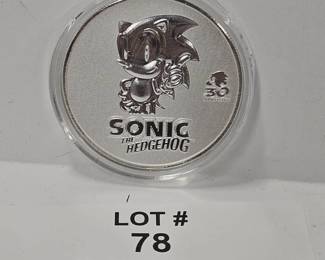 30
SONIC
THE
HEDGEHOG
LOT #
78